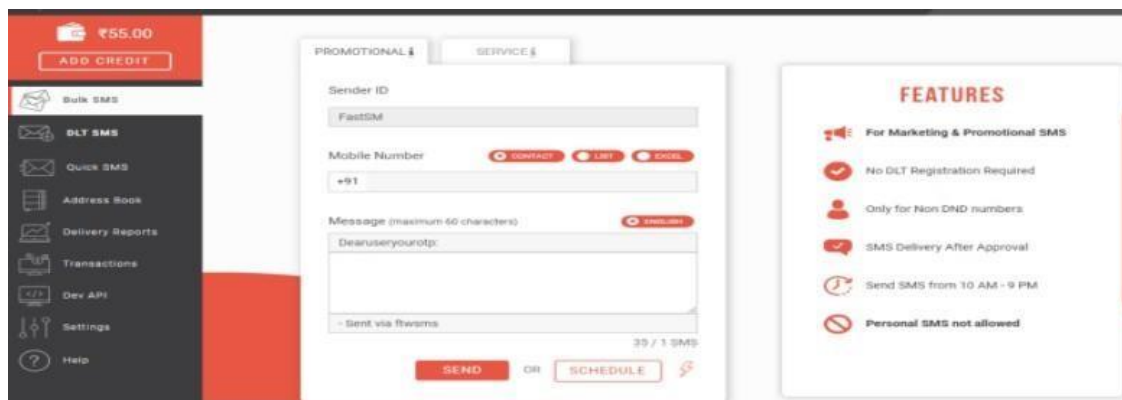 ₹55.00
ADD CREDIT
Bulk SMS
DLT SMS
Quick SMS
Address Book
Delivery Reports
Transactions
Dev API
Settings
Help
PROMOTIONAL
SERVICE
Sender ID
FastSM
Mobile Number
CONTACT LIST EXCEL
+91
Message (maximum 60 characters)
ENGLISH
Dearuseryourotp:
- Sent via
35 / 1 SMS
SEND OR SCHEDULE
FEATURES
For Marketing & Promotional SMS
No DLT Registration Required
Only for Non DND numbers
SMS Delivery After Approval
Send SMS from 10 AM - 9 PM
Personal SMS not allowed